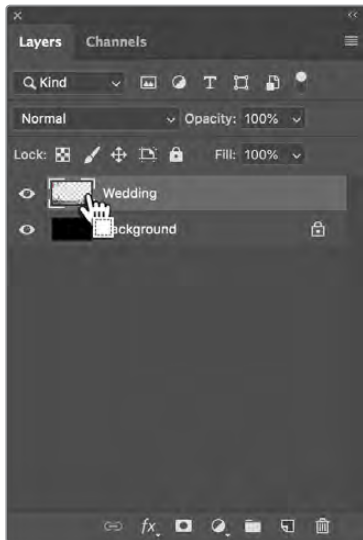 Layers Channels
Kind T
Normal Opacity: 100%
Lock: Fill: 100%
Wedding
ackground
fx